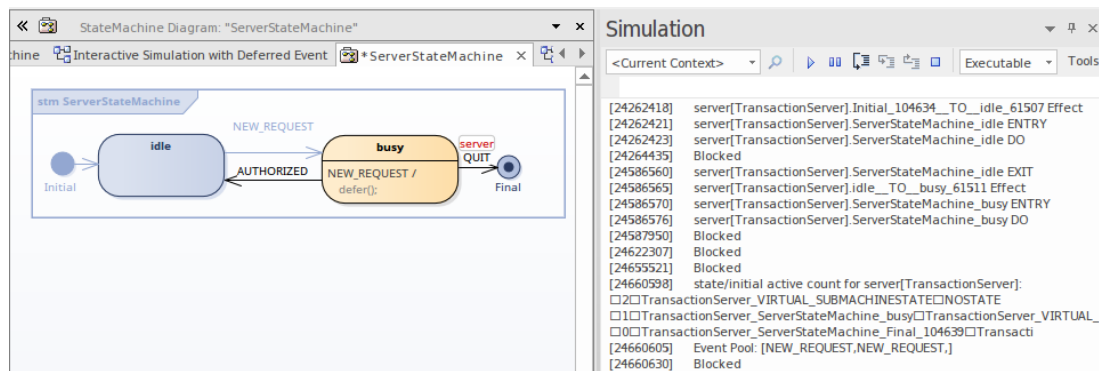 StateMachine Diagram: "ServerStateMachine"
hine
Interactive Simulation with Deferred Event
*ServerStateMachine
stm ServerStateMachine
NEW_REQUEST
idle
busy
server
QUIT
AUTHORIZED
NEW_REQUEST /
defer();
Initial
Final
Simulation
<Current Context>
Executable
Tools
[24262418] server[TransactionServer].Initial_104634__TO__idle_61507 Effect
[24262421] server[TransactionServer].ServerStateMachine_idle ENTRY
[24262423] server[TransactionServer].ServerStateMachine_idle DO
[24264435] Blocked
[24586560] server[TransactionServer].ServerStateMachine_idle EXIT
[24586565] server[TransactionServer].idle__TO__busy_61511 Effect
[24586570] server[TransactionServer].ServerStateMachine_busy ENTRY
[24586576] server[TransactionServer].ServerStateMachine_busy DO
[24587950] Blocked
[24622307] Blocked
[24655521] Blocked
[24660598] state/initial active count for server[TransactionServer]:
□2□TransactionServer_VIRTUAL_SUBMACHINESTATE□NOSTATE
□1□TransactionServer_ServerStateMachine_busy□TransactionServer_VIRTUAL_
□0□TransactionServer_ServerStateMachine_Final_104639□Transacti
[24660605] Event Pool: [NEW_REQUEST,NEW_REQUEST,]
[24660630] Blocked